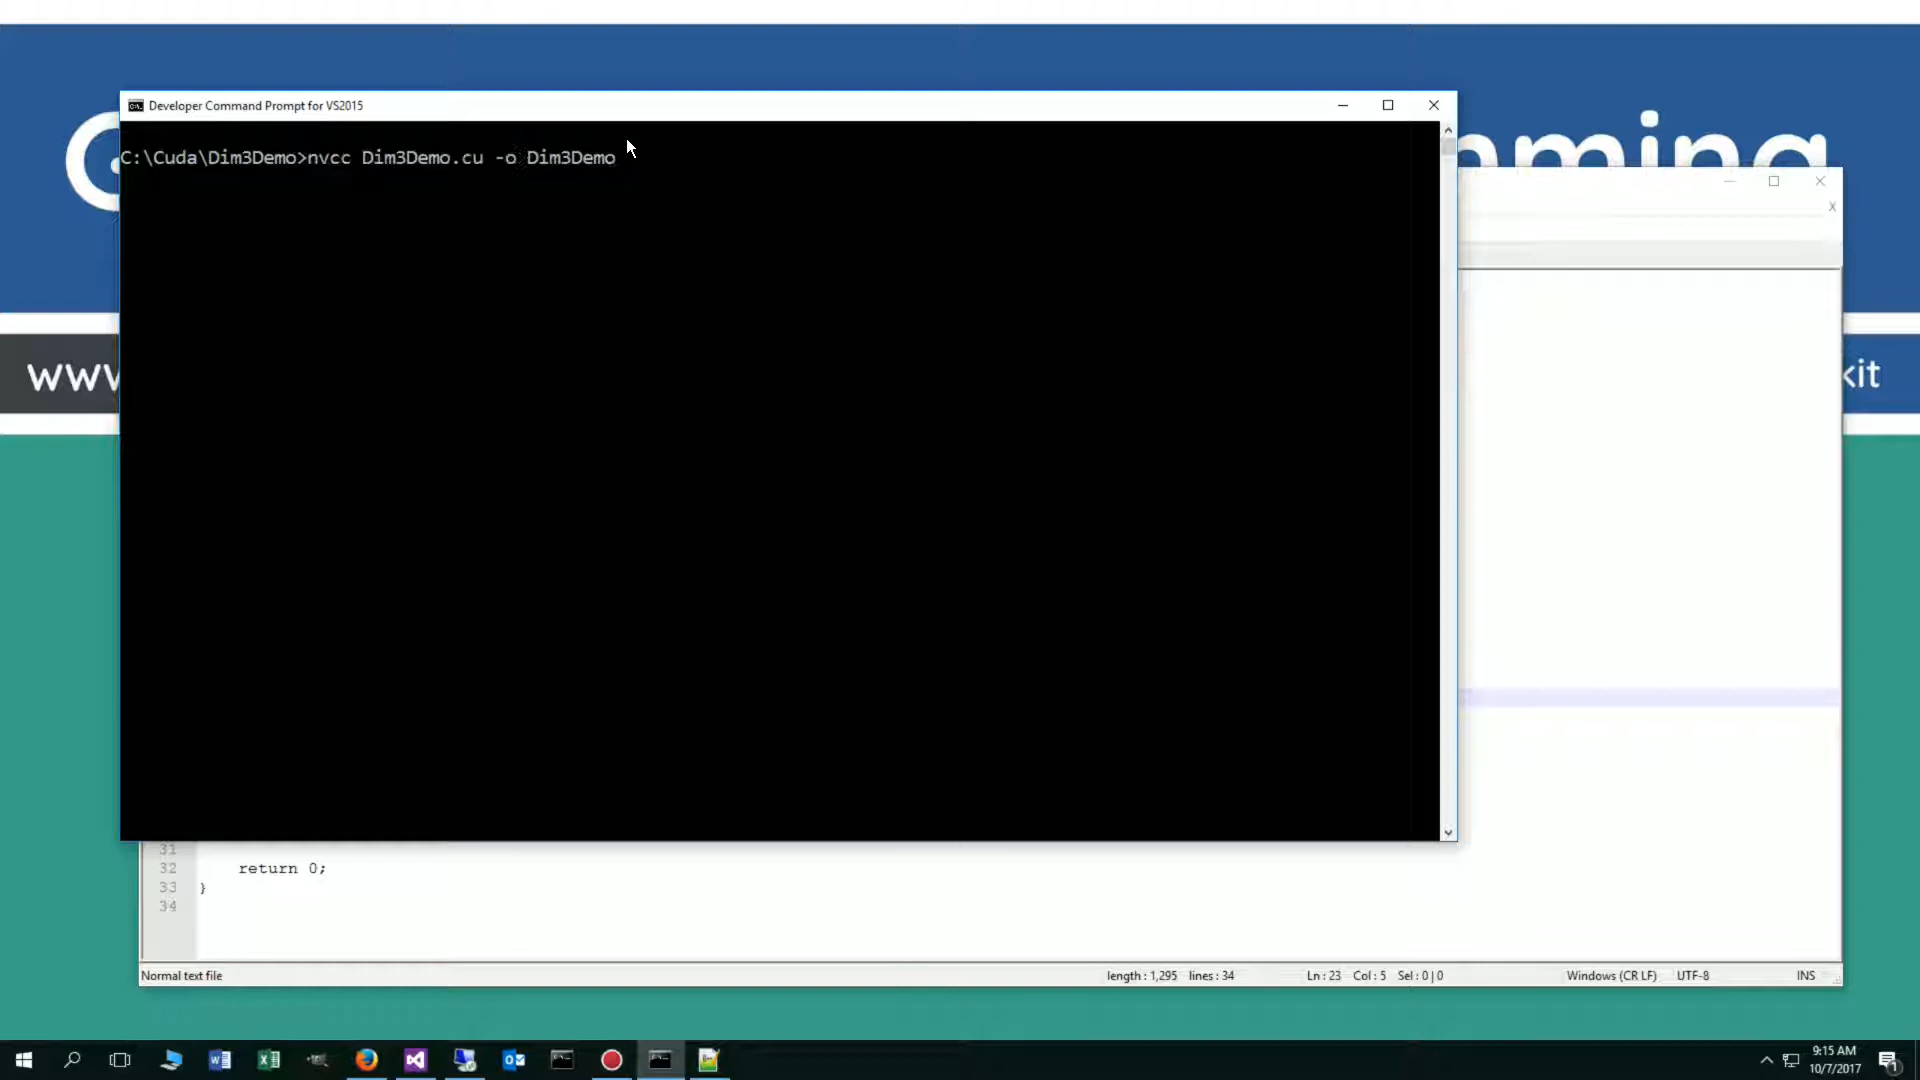 Developer Command Prompt for VS2015
C:\Cuda\Dim3Demo>nvcc Dim3Demo.cu -o Dim3Demo
31
32 return 0;
33 }
34
Normal text file length : 1,295 lines : 34 Ln : 23 Col : 5 Sel : 0 | 0 Windows (CR LF) UTF-8 INS
9:15 AM
10/7/2017